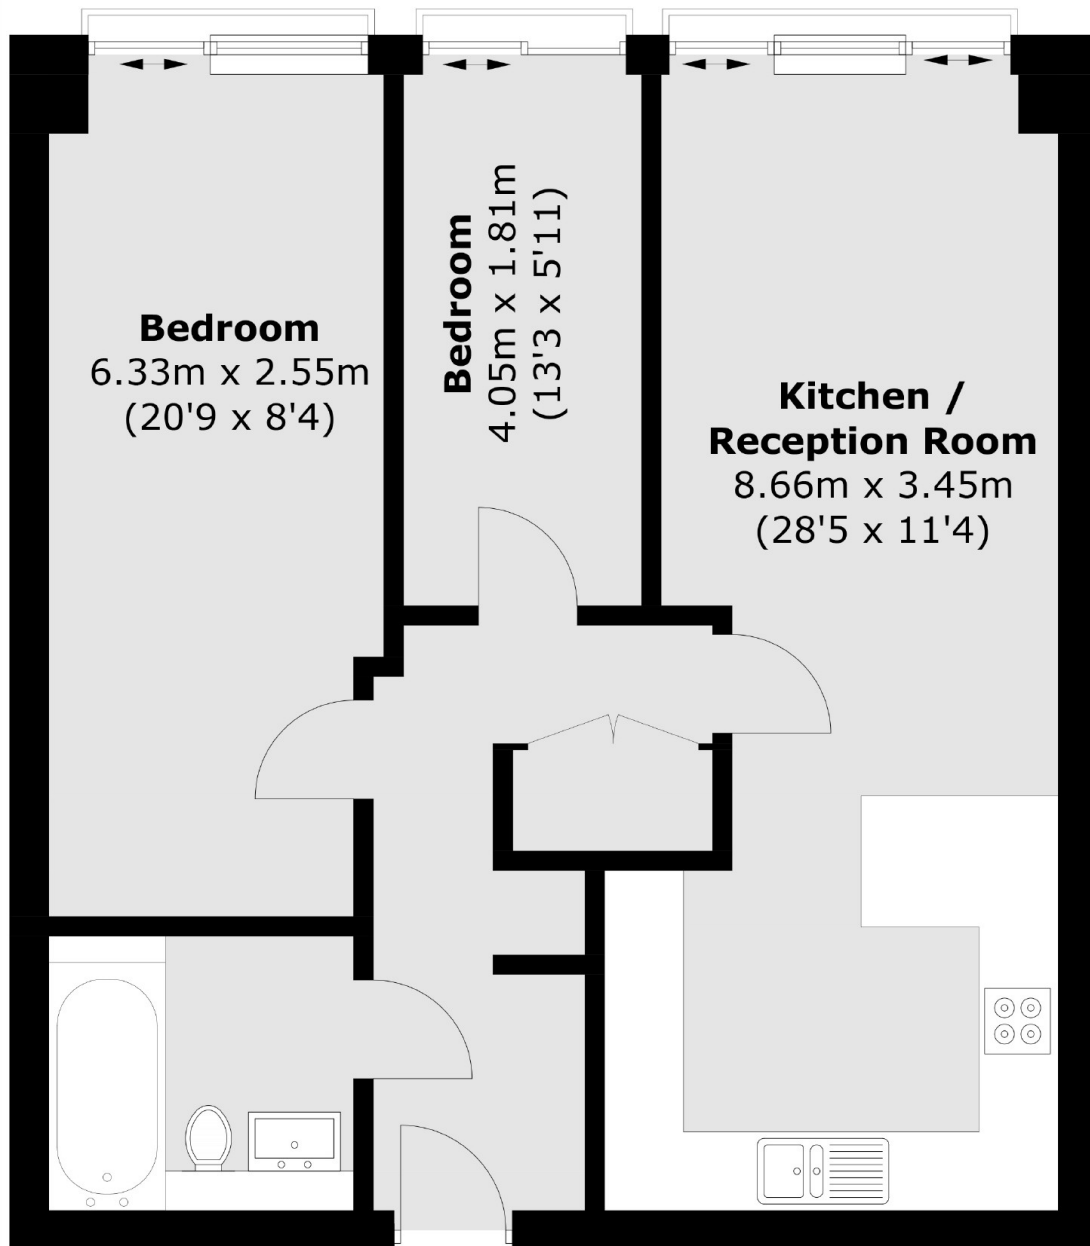 Bedroom
6.33m x 2.55m
(20'9 x 8'4)
Bedroom
4.05m x 1.81m
(13'3 x 5'11)
Kitchen /
Reception Room
8.66m x 3.45m
(28'5 x 11'4)